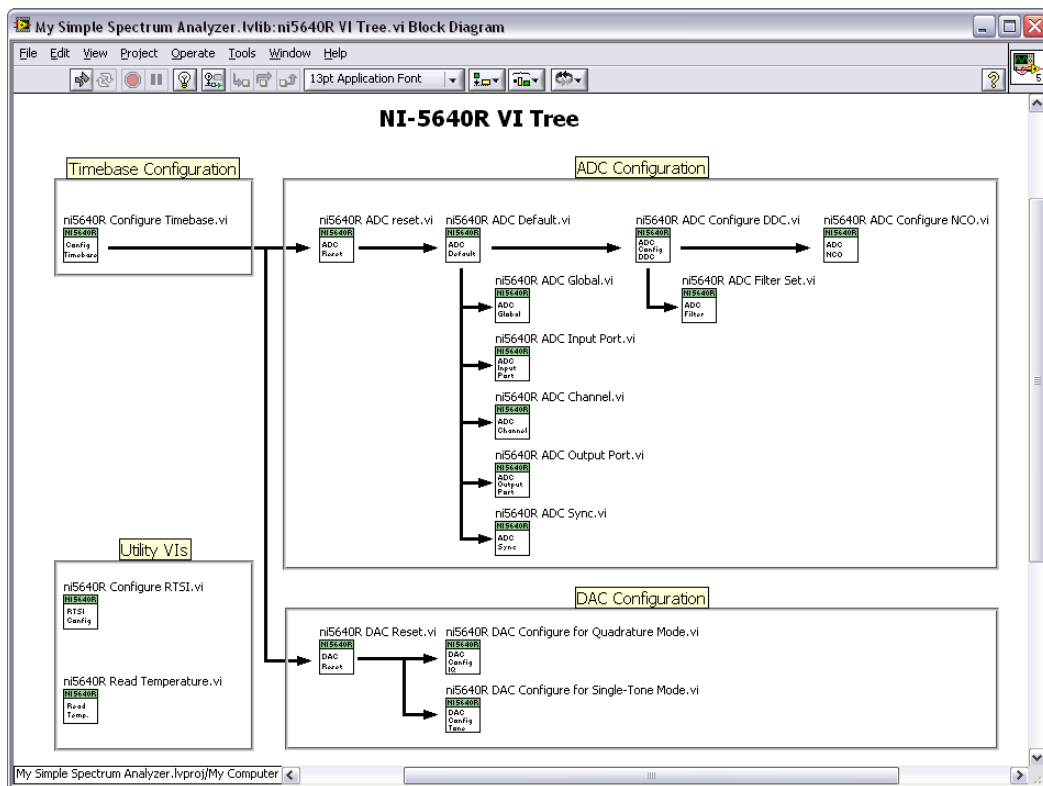 My Simple Spectrum Analyzer.lvlib:ni5640R VI Tree.vi Block Diagram
File Edit View Project Operate Tools Window Help
13pt Application Font
5
NI-5640R VI Tree
Timebase Configuration
ni5640R Configure Timebase.vi
NI5640R
Config
Timebase
ADC Configuration
ni5640R ADC reset.vi
NI5640R
ADC
Reset
ni5640R ADC Default.vi
NI5640R
ADC
Default
ni5640R ADC Configure DDC.vi
NI5640R
ADC
Config
DDC
ni5640R ADC Configure NCO.vi
NI5640R
ADC
NCO
ni5640R ADC Global.vi
NI5640R
ADC
Global
ni5640R ADC Filter Set.vi
NI5640R
ADC
Filter
ni5640R ADC Input Port.vi
NI5640R
ADC
Input
Port
ni5640R ADC Channel.vi
NI5640R
ADC
Channel
ni5640R ADC Output Port.vi
NI5640R
ADC
Output
Port
ni5640R ADC Sync.vi
NI5640R
ADC
Sync
Utility VIs
ni5640R Configure RTSI.vi
NI5640R
RTSI
Config
ni5640R Read Temperature.vi
NI5640R
Read
Temp.
DAC Configuration
ni5640R DAC Reset.vi
NI5640R
DAC
Reset
ni5640R DAC Configure for Quadrature Mode.vi
NI5640R
DAC
Config
IQ
ni5640R DAC Configure for Single-Tone Mode.vi
NI5640R
DAC
Config
Tone
My Simple Spectrum Analyzer.lvproj/My Computer